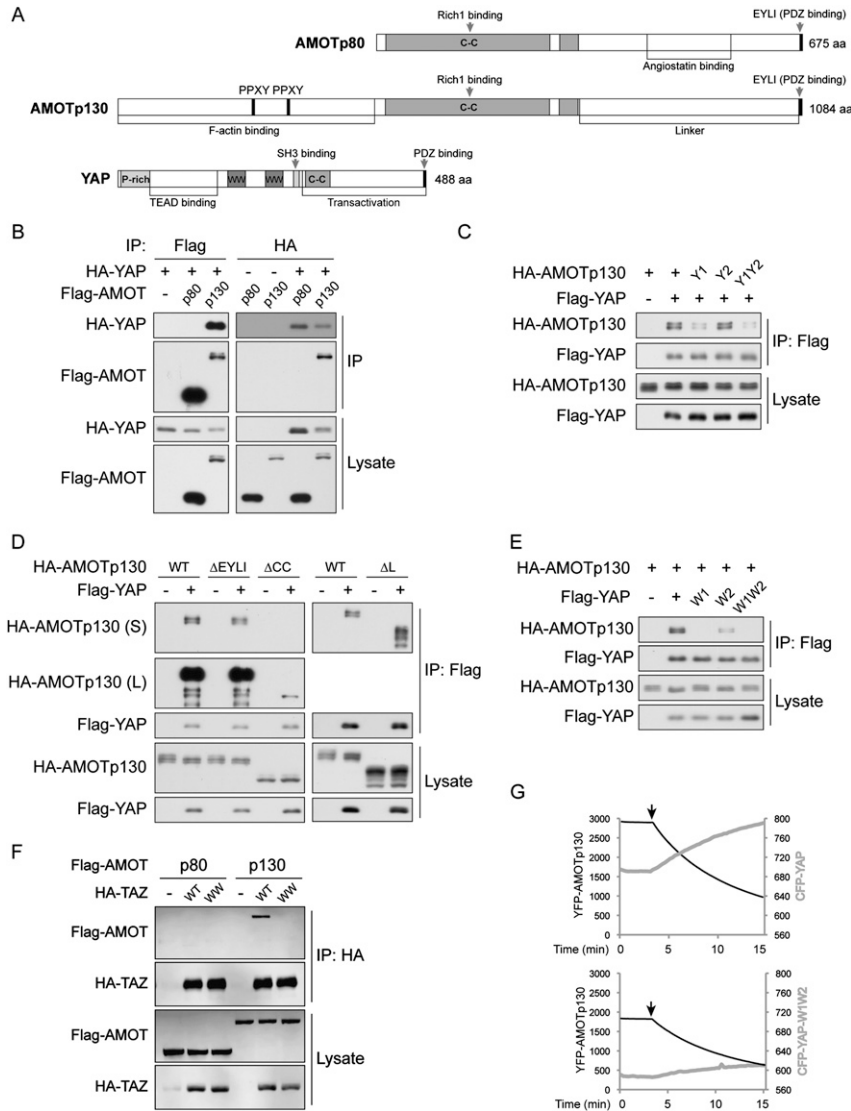 A
Rich1 binding
EYLI (PDZ binding)
AMOTp80
C-C
675 aa
Angiostatin binding
PPXY PPXY
Rich1 binding
EYLI (PDZ binding)
AMOTp130
C-C
1084 aa
F-actin binding
Linker
SH3 binding
PDZ binding
YAP
P-rich
WW
WW
C-C
488 aa
TEAD binding
Transactivation
B
IP: Flag HA
HA-YAP + + + - - + +
Flag-AMOT - p80 p130 p80 p130 p80 p130
HA-YAP
Flag-AMOT
IP
HA-YAP
Flag-AMOT
Lysate
C
HA-AMOTp130 + + Y1 Y2 Y1Y2
Flag-YAP - + + + +
HA-AMOTp130
Flag-YAP
IP: Flag
HA-AMOTp130
Flag-YAP
Lysate
D
HA-AMOTp130 WT ΔEYLI ΔCC WT ΔL
Flag-YAP - + - + - + - + - +
HA-AMOTp130 (S)
HA-AMOTp130 (L)
Flag-YAP
IP: Flag
HA-AMOTp130
Flag-YAP
Lysate
E
HA-AMOTp130 + + + + +
Flag-YAP - + W1 W2 W1W2
HA-AMOTp130
Flag-YAP
IP: Flag
HA-AMOTp130
Flag-YAP
Lysate
F
Flag-AMOT p80 p130
HA-TAZ - WT WW - WT WW
Flag-AMOT
HA-TAZ
IP: HA
Flag-AMOT
HA-TAZ
Lysate
G
YFP-AMOTp130
3000
2500
2000
1500
1000
500
0
800
760
720
680
640
600
560
CFP-YAP
Time (min) 0 5 10 15
YFP-AMOTp130
3000
2500
2000
1500
1000
500
0
800
760
720
680
640
600
560
CFP-YAP-W1W2
Time (min) 0 5 10 15